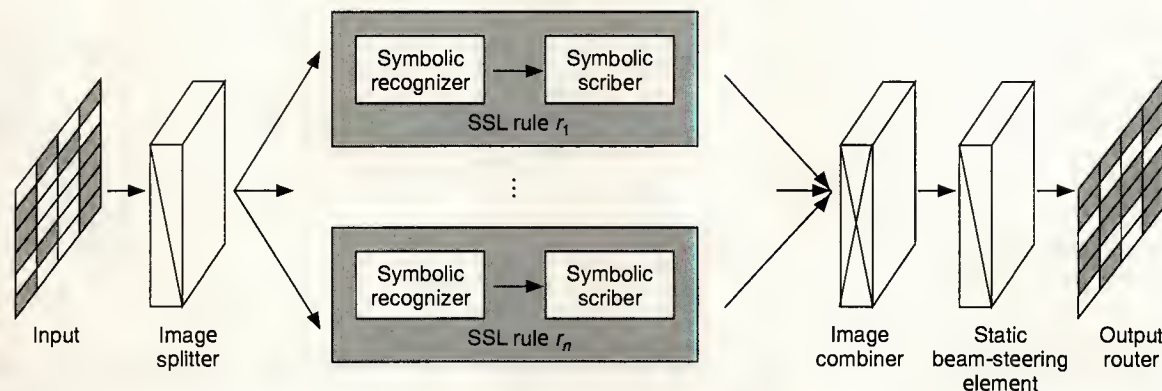 Symbolic
recognizer
Symbolic
scriber
SSL rule r₁
⋮
Symbolic
recognizer
Symbolic
scriber
SSL rule rₙ
Input
Image
splitter
Image
combiner
Static
beam-steering
element
Output
router